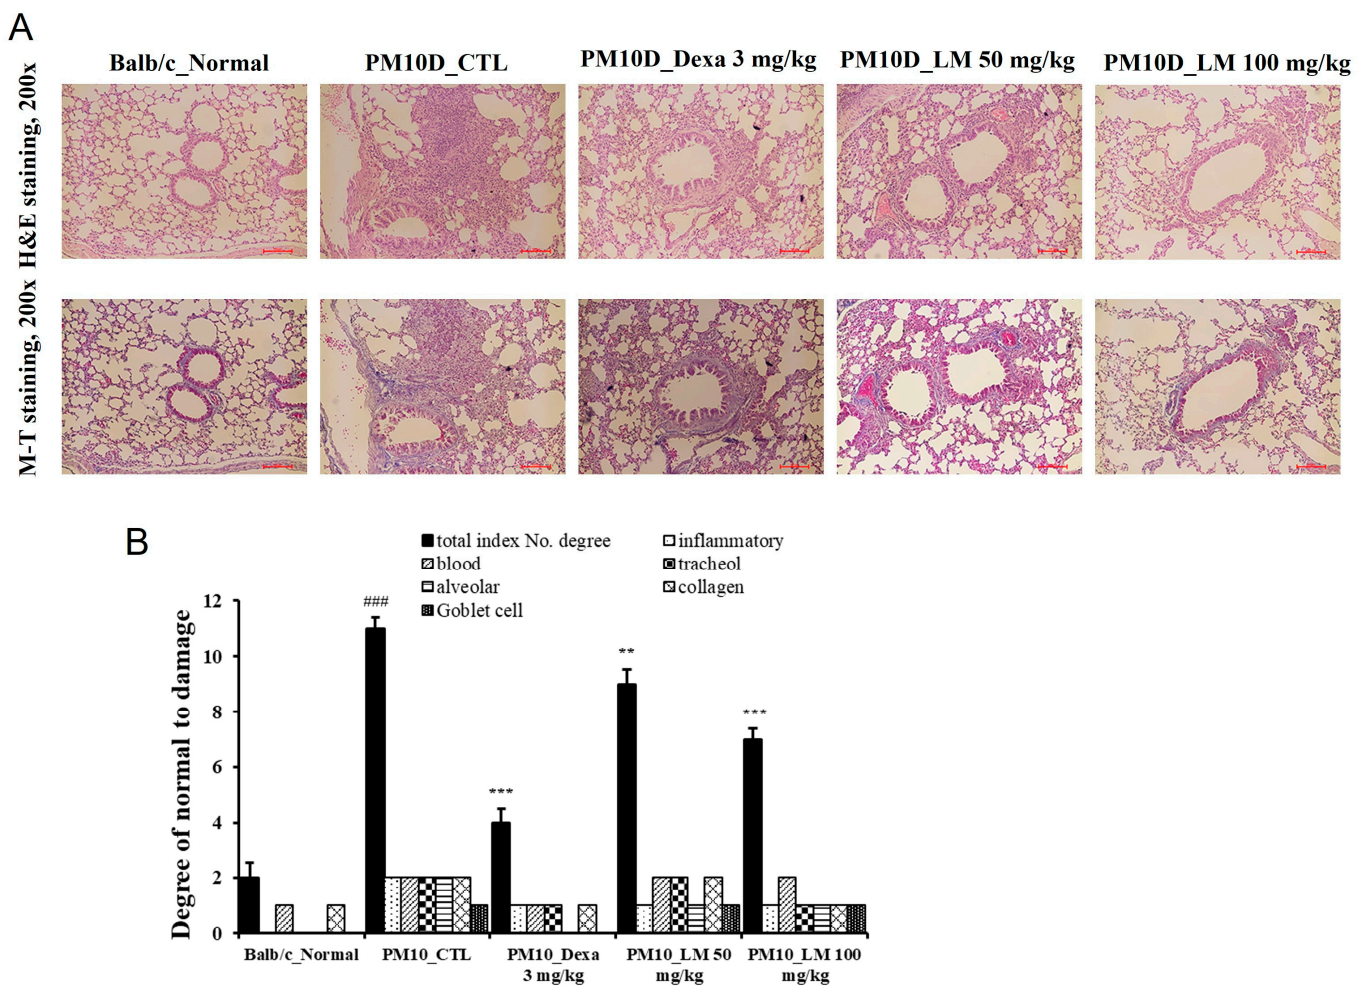 A
Balb/c_Normal
PM10D_CTL
PM10D_Dexa 3 mg/kg
PM10D_LM 50 mg/kg
PM10D_LM 100 mg/kg
H&E staining, 200x
M-T staining, 200x
B
total index No. degree
inflammatory
blood
tracheol
alveolar
collagen
Goblet cell
Degree of normal to damage
12
10
8
6
4
2
0
###
***
**
***
Balb/c_Normal
PM10_CTL
PM10_Dexa
3 mg/kg
PM10_LM 50
mg/kg
PM10_LM 100
mg/kg